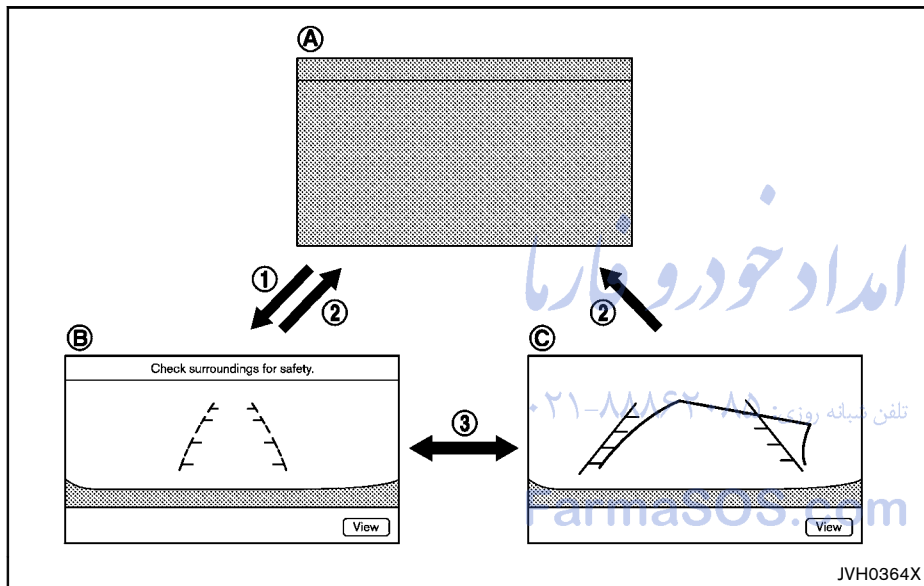 Ⓐ
①
②
②
امداد خودرو فارما
Ⓑ
Ⓒ
Check surroundings for safety.
③
تلفن شبانه روزی: ۰۲۱-۸۸۸۶۲۰۸۵
View
View
FarmaSOS.com
JVH0364X